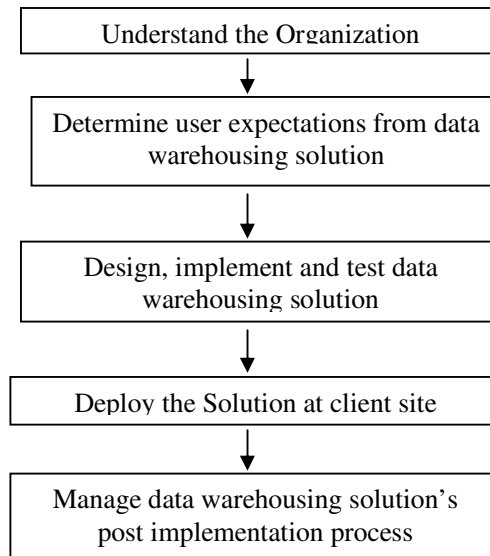 Understand the Organization
Determine user expectations from data
warehousing solution
Design, implement and test data
warehousing solution
Deploy the Solution at client site
Manage data warehousing solution's
post implementation process